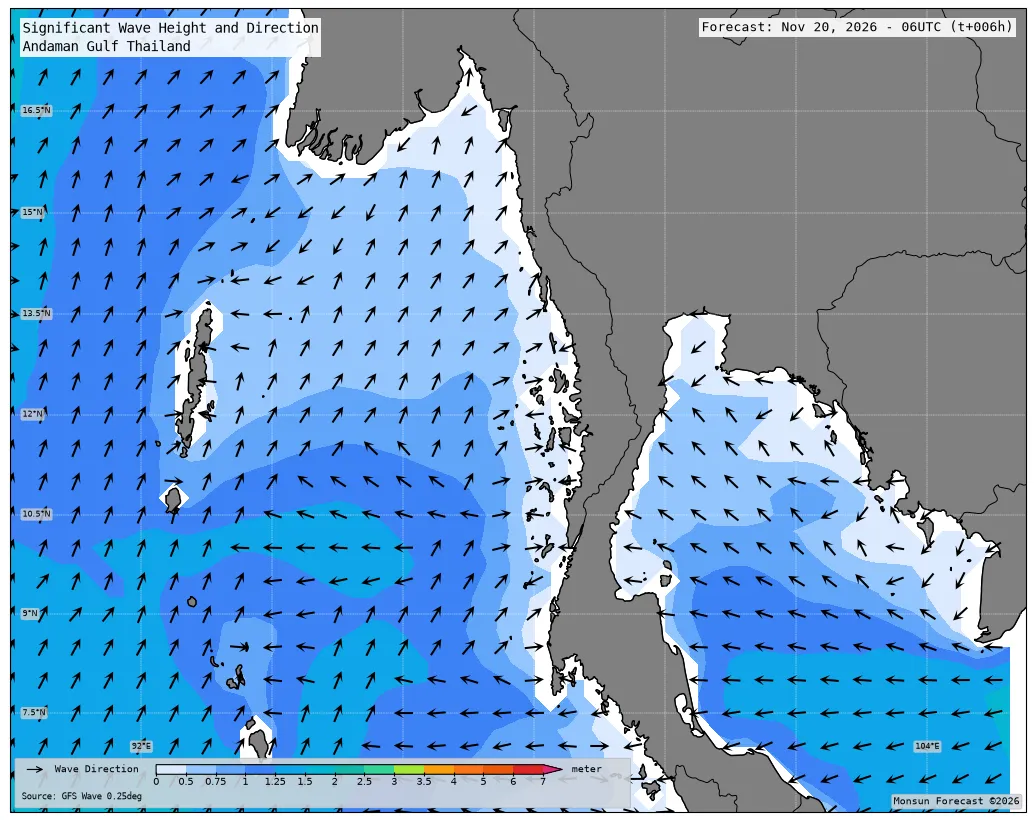 Significant Wave Height and Direction
Andaman Gulf Thailand
Forecast: Nov 20, 2026 - 06UTC (t+006h)
16.5°N
15°N
13.5°N
12°N
10.5°N
9°N
7.5°N
92°E
104°E
Wave Direction
0 0.5 0.75 1 1.25 1.5 2 2.5 3 3.5 4 5 6 7
meter
Source: GFS Wave 0.25deg
Monsun Forecast ©2026